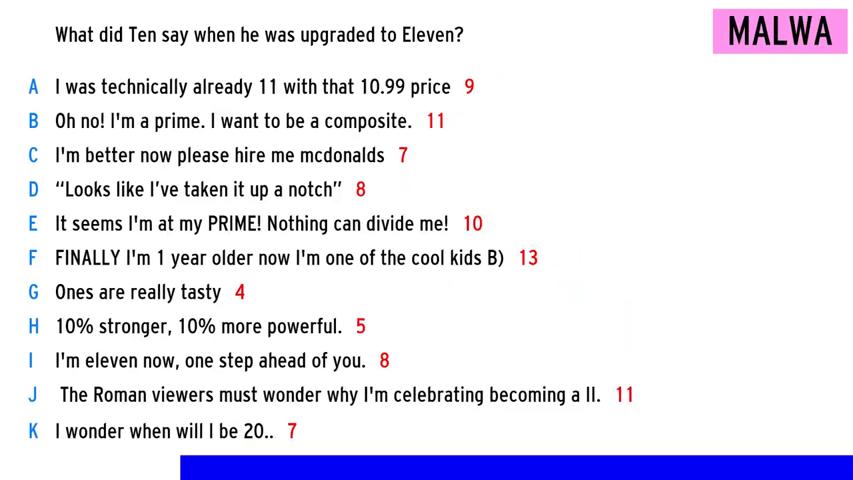 What did Ten say when he was upgraded to Eleven?
MALWA
A I was technically already 11 with that 10.99 price 9
B Oh no! I'm a prime. I want to be a composite. 11
C I'm better now please hire me mcdonalds 7
D “Looks like I’ve taken it up a notch” 8
E It seems I'm at my PRIME! Nothing can divide me! 10
F FINALLY I'm 1 year older now I'm one of the cool kids B) 13
G Ones are really tasty 4
H 10% stronger, 10% more powerful. 5
I I'm eleven now, one step ahead of you. 8
J The Roman viewers must wonder why I'm celebrating becoming a II. 11
K I wonder when will I be 20.. 7